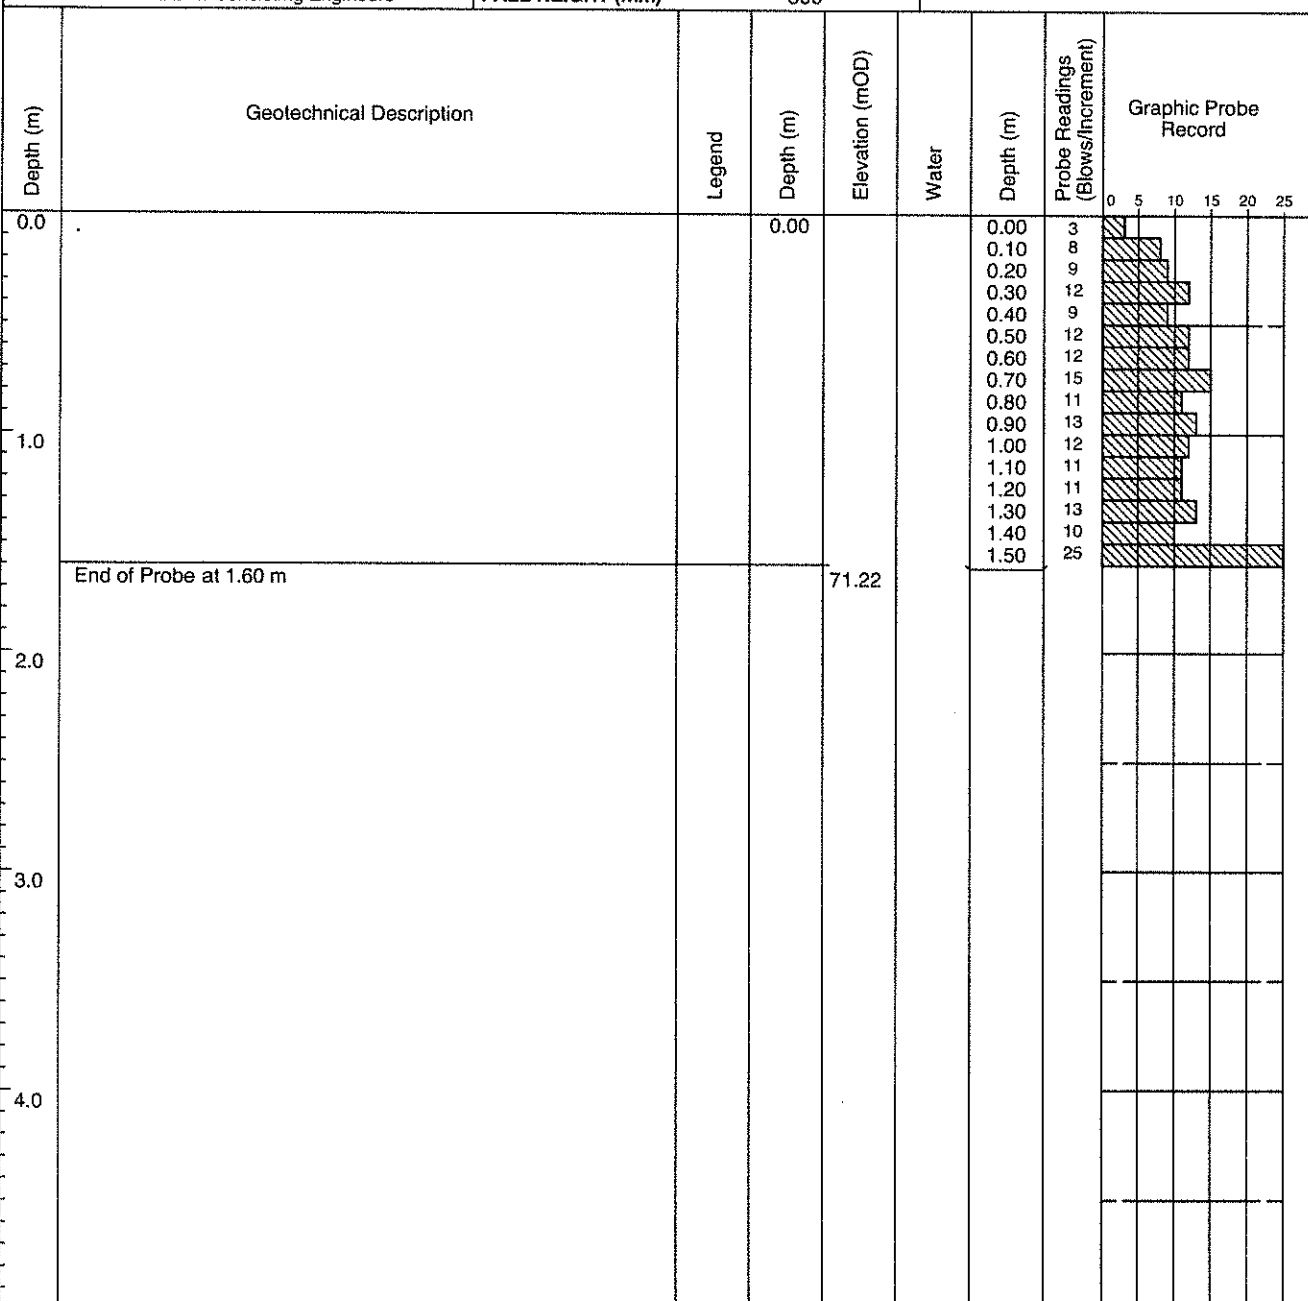 Consulting Engineers
Depth (m)
Geotechnical Description
Legend
Depth (m)
Elevation (mOD)
Water
Depth (m)
Probe Readings
(Blows/Increment)
Graphic Probe
Record
0 5 10 15 20 25
0.0
0.00
0.00 3
0.10 8
0.20 9
0.30 12
0.40 9
0.50 12
0.60 12
0.70 15
0.80 11
0.90 13
1.0
1.00 12
1.10 11
1.20 11
1.30 13
1.40 10
1.50 25
End of Probe at 1.60 m
71.22
2.0
3.0
4.0